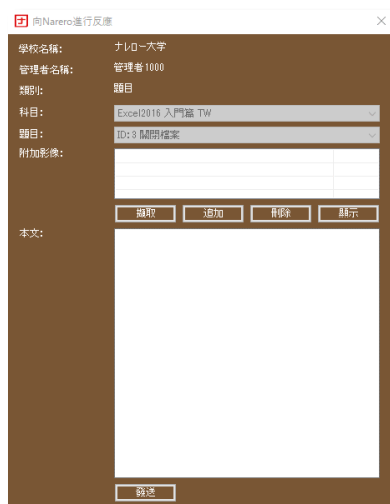 ナ 向Narero進行反應
學校名稱: ナレロー大学
管理者名稱: 管理者1000
類別: 題目
科目: Excel2016 入門篇 TW
題目: ID:3 關閉檔案
附加影像:
擷取 追加 刪除 顯示
本文:
發送